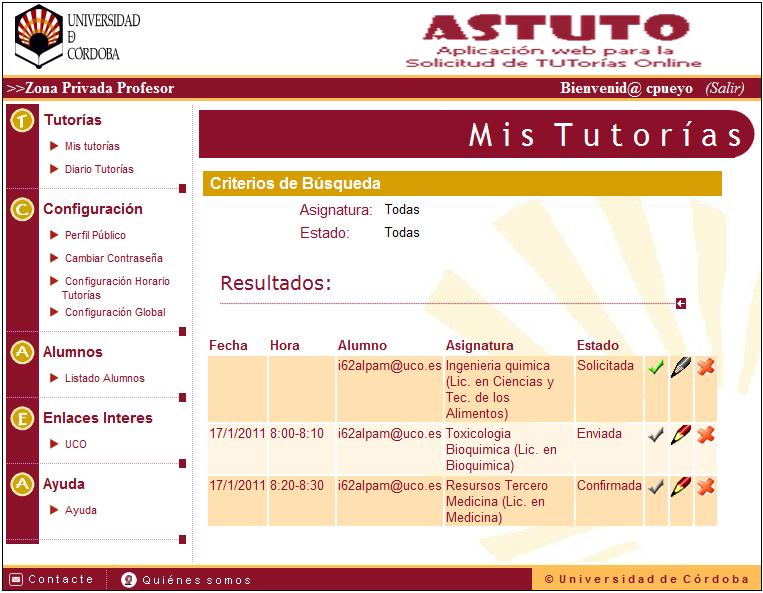 UNIVERSIDAD
Đ
CÓRDOBA
ASTUTO
Aplicación web para la
Solicitud de TUTorías Online
>>Zona Privada Profesor
Bienvenid@ cpueyo (Salir)
T Tutorías
Mis tutorías
Diario Tutorías
C Configuración
Perfil Público
Cambiar Contraseña
Configuración Horario
Tutorías
Configuración Global
A Alumnos
Listado Alumnos
E Enlaces Interes
UCO
A Ayuda
Ayuda
Mis Tutorías
Criterios de Búsqueda
Asignatura: Todas
Estado: Todas
Resultados:
Fecha Hora Alumno Asignatura Estado
i62alpam@uco.es Ingenieria quimica Solicitada
(Lic. en Ciencias y
Tec. de los
Alimentos)
17/1/2011 8:00-8:10 i62alpam@uco.es Toxicologia Enviada
Bioquimica (Lic. en
Bioquimica)
17/1/2011 8:20-8:30 i62alpam@uco.es Resursos Tercero Confirmada
Medicina (Lic. en
Medicina)
Contacte
Quiénes somos
© Universidad de Córdoba